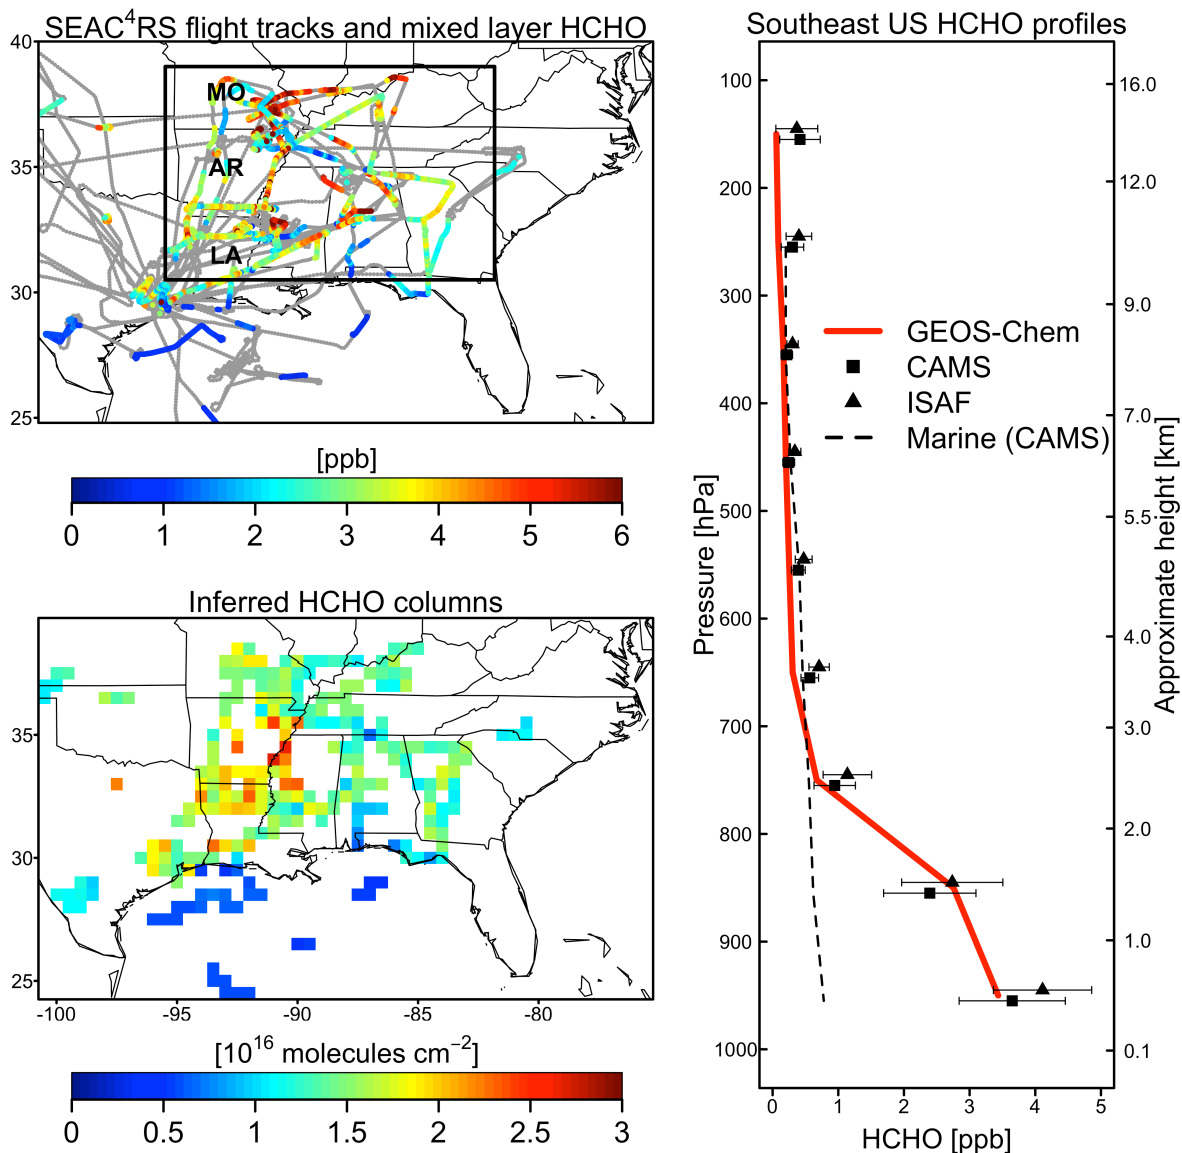 SEAC⁴RS flight tracks and mixed layer HCHO
40
35
30
25
MO
AR
LA
[ppb]
0 1 2 3 4 5 6
Inferred HCHO columns
35
30
25
-100 -95 -90 -85 -80
[10¹⁶ molecules cm⁻²]
0 0.5 1 1.5 2 2.5 3
Southeast US HCHO profiles
Pressure [hPa]
100
200
300
400
500
600
700
800
900
1000
GEOS-Chem
CAMS
ISAF
Marine (CAMS)
16.0
12.0
9.0
7.0
5.5
4.0
3.0
2.0
1.0
0.1
Approximate height [km]
0 1 2 3 4 5
HCHO [ppb]